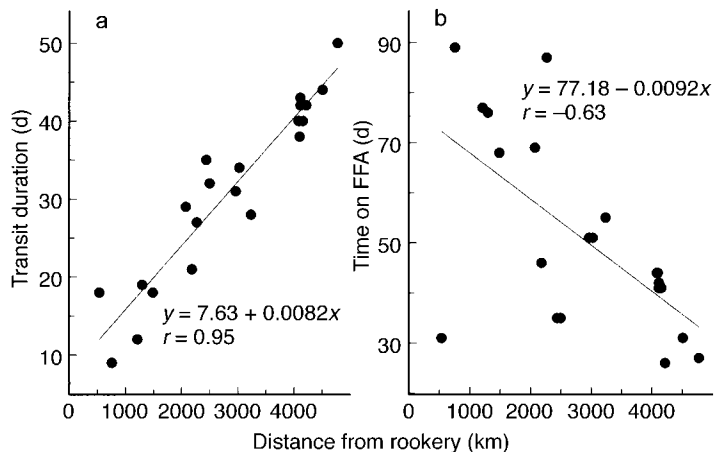 a
50
40
30
20
10
Transit duration (d)
y = 7.63 + 0.0082x
r = 0.95
0 1000 2000 3000 4000
b
90
70
50
30
Time on FFA (d)
y = 77.18 – 0.0092x
r = –0.63
0 1000 2000 3000 4000
Distance from rookery (km)